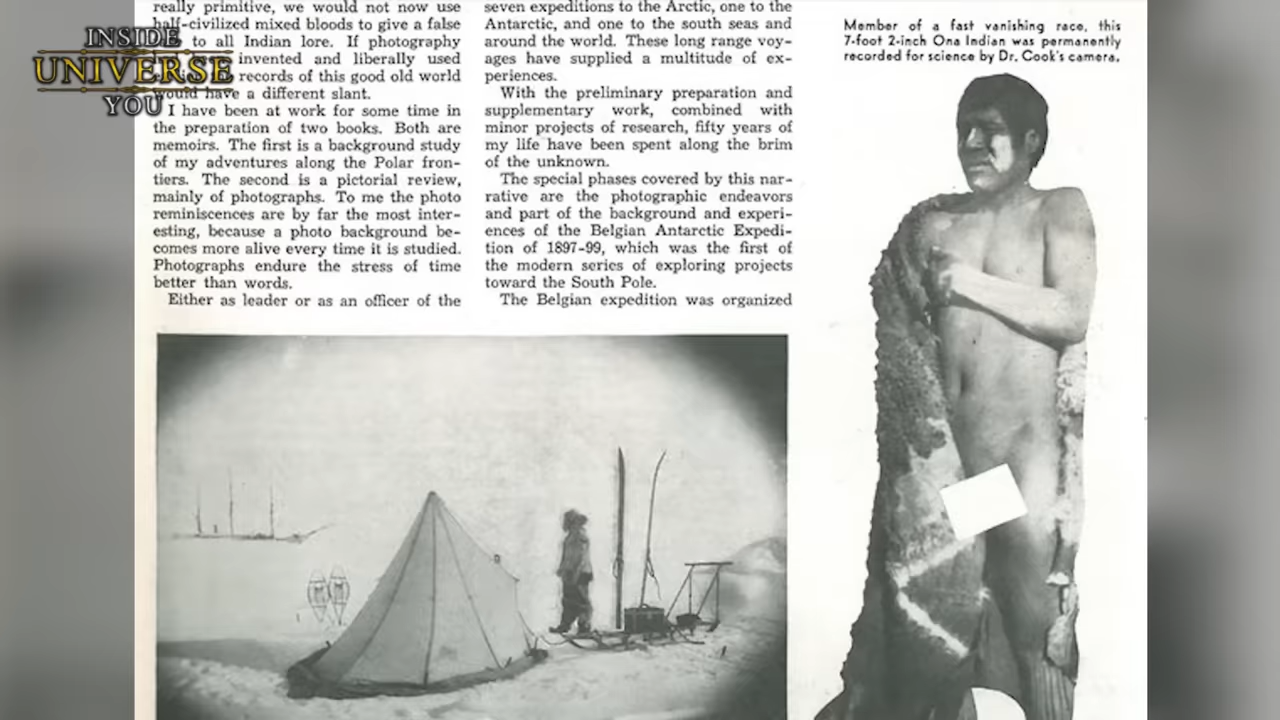 INSIDE
UNIVERSE
YOU
really primitive, we would not now use
half-civilized mixed bloods to give a false
to all Indian lore. If photography
invented and liberally used
records of this good old world
would have a different slant.
I have been at work for some time in
the preparation of two books. Both are
memoirs. The first is a background study
of my adventures along the Polar fron-
tiers. The second is a pictorial review,
mainly of photographs. To me the photo
reminiscences are by far the most inter-
esting, because a photo background be-
comes more alive every time it is studied.
Photographs endure the stress of time
better than words.
Either as leader or as an officer of the
seven expeditions to the Arctic, one to the
Antarctic, and one to the south seas and
around the world. These long range voy-
ages have supplied a multitude of ex-
periences.
With the preliminary preparation and
supplementary work, combined with
minor projects of research, fifty years of
my life have been spent along the brim
of the unknown.
The special phases covered by this nar-
rative are the photographic endeavors
and part of the background and experi-
ences of the Belgian Antarctic Expedi-
tion of 1897-99, which was the first of
the modern series of exploring projects
toward the South Pole.
The Belgian expedition was organized
Member of a fast vanishing race, this
7-foot 2-inch Ona Indian was permanently
recorded for science by Dr. Cook's camera.